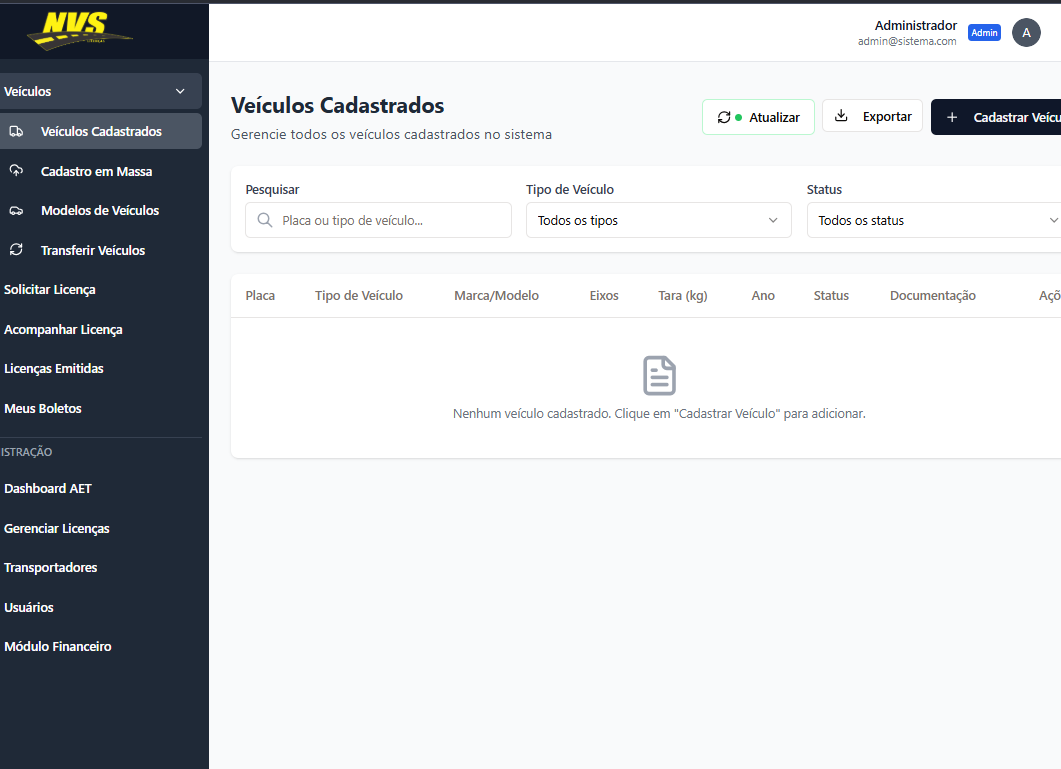 NVS
Administrador
admin@sistema.com
Admin
A
Veículos
Veículos Cadastrados
Cadastro em Massa
Modelos de Veículos
Transferir Veículos
Solicitar Licença
Acompanhar Licença
Licenças Emitidas
Meus Boletos
ISTRAÇÃO
Dashboard AET
Gerenciar Licenças
Transportadores
Usuários
Módulo Financeiro
Veículos Cadastrados
Gerencie todos os veículos cadastrados no sistema
Atualizar
Exportar
Cadastrar Veícu
Pesquisar
Tipo de Veículo
Status
Placa ou tipo de veículo...
Todos os tipos
Todos os status
Placa Tipo de Veículo Marca/Modelo Eixos Tara (kg) Ano Status Documentação Açõ
Nenhum veículo cadastrado. Clique em "Cadastrar Veículo" para adicionar.